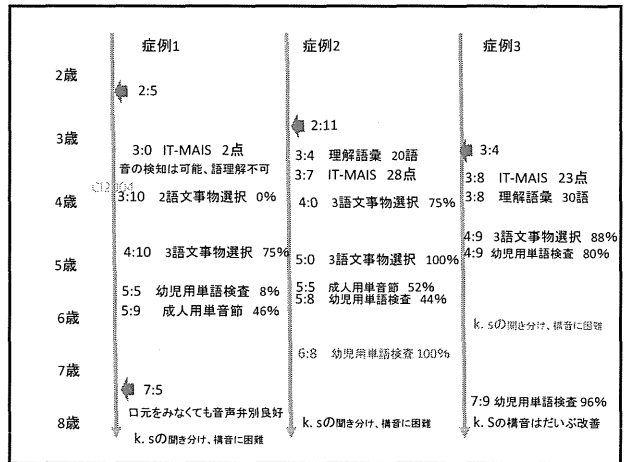 症例1
症例2
症例3
2歳
3歳
4歳
5歳
6歳
7歳
8歳
2:5
3:0 IT-MAIS 2点
音の検知は可能、語理解不可
CI2004
3:10 2語文事物選択 0%
4:10 3語文事物選択 75%
5:5 幼児用単語検査 8%
5:9 成人用単音節 46%
7:5
口元をみなくても音声弁別良好
k. sの聞き分け、構音に困難
2:11
3:4 理解語彙 20語
3:7 IT-MAIS 28点
4:0 3語文事物選択 75%
5:0 3語文事物選択 100%
5:5 成人用単音節 52%
5:8 幼児用単語検査 44%
6:8 幼児用単語検査 100%
k. sの聞き分け、構音に困難
3:4
3:8 IT-MAIS 23点
3:8 理解語彙 30語
4:9 3語文事物選択 88%
4:9 幼児用単語検査 80%
k. sの聞き分け、構音に困難
7:9 幼児用単語検査 96%
k. Sの構音はだいぶ改善